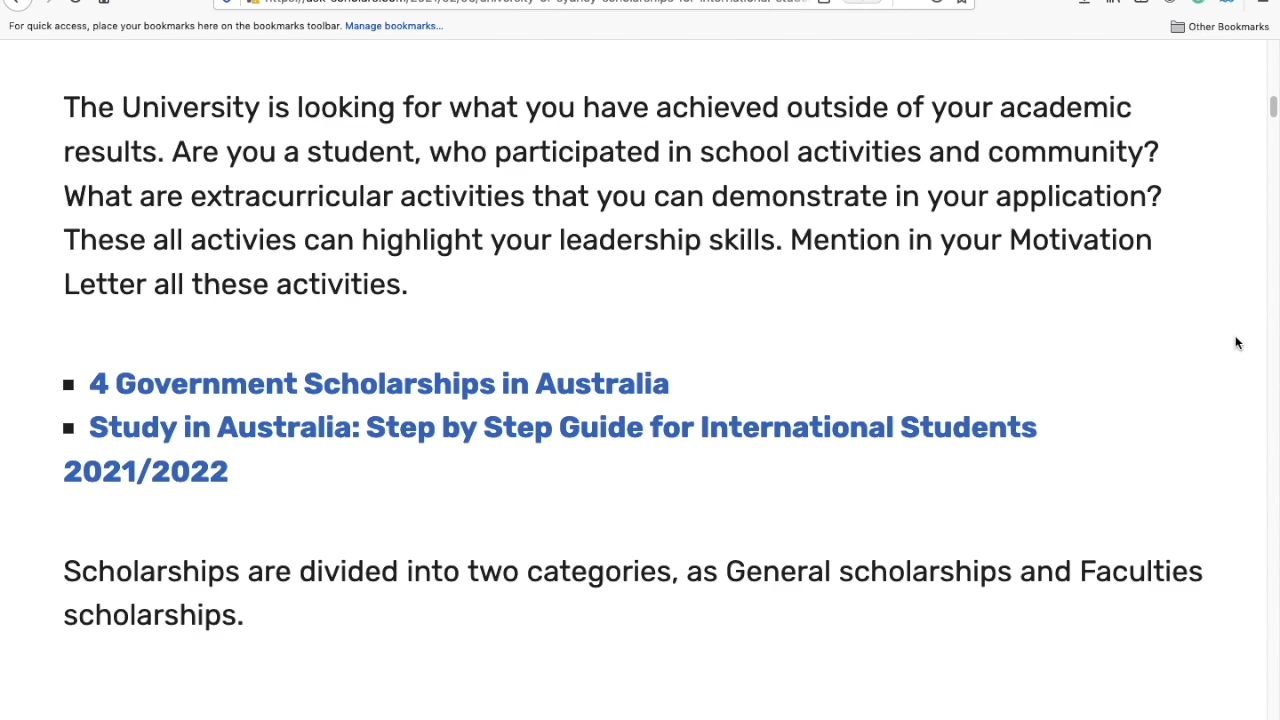 For quick access, place your bookmarks here on the bookmarks toolbar. Manage bookmarks...
Other Bookmarks
The University is looking for what you have achieved outside of your academic
results. Are you a student, who participated in school activities and community?
What are extracurricular activities that you can demonstrate in your application?
These all activies can highlight your leadership skills. Mention in your Motivation
Letter all these activities.
4 Government Scholarships in Australia
Study in Australia: Step by Step Guide for International Students
2021/2022
Scholarships are divided into two categories, as General scholarships and Faculties
scholarships.